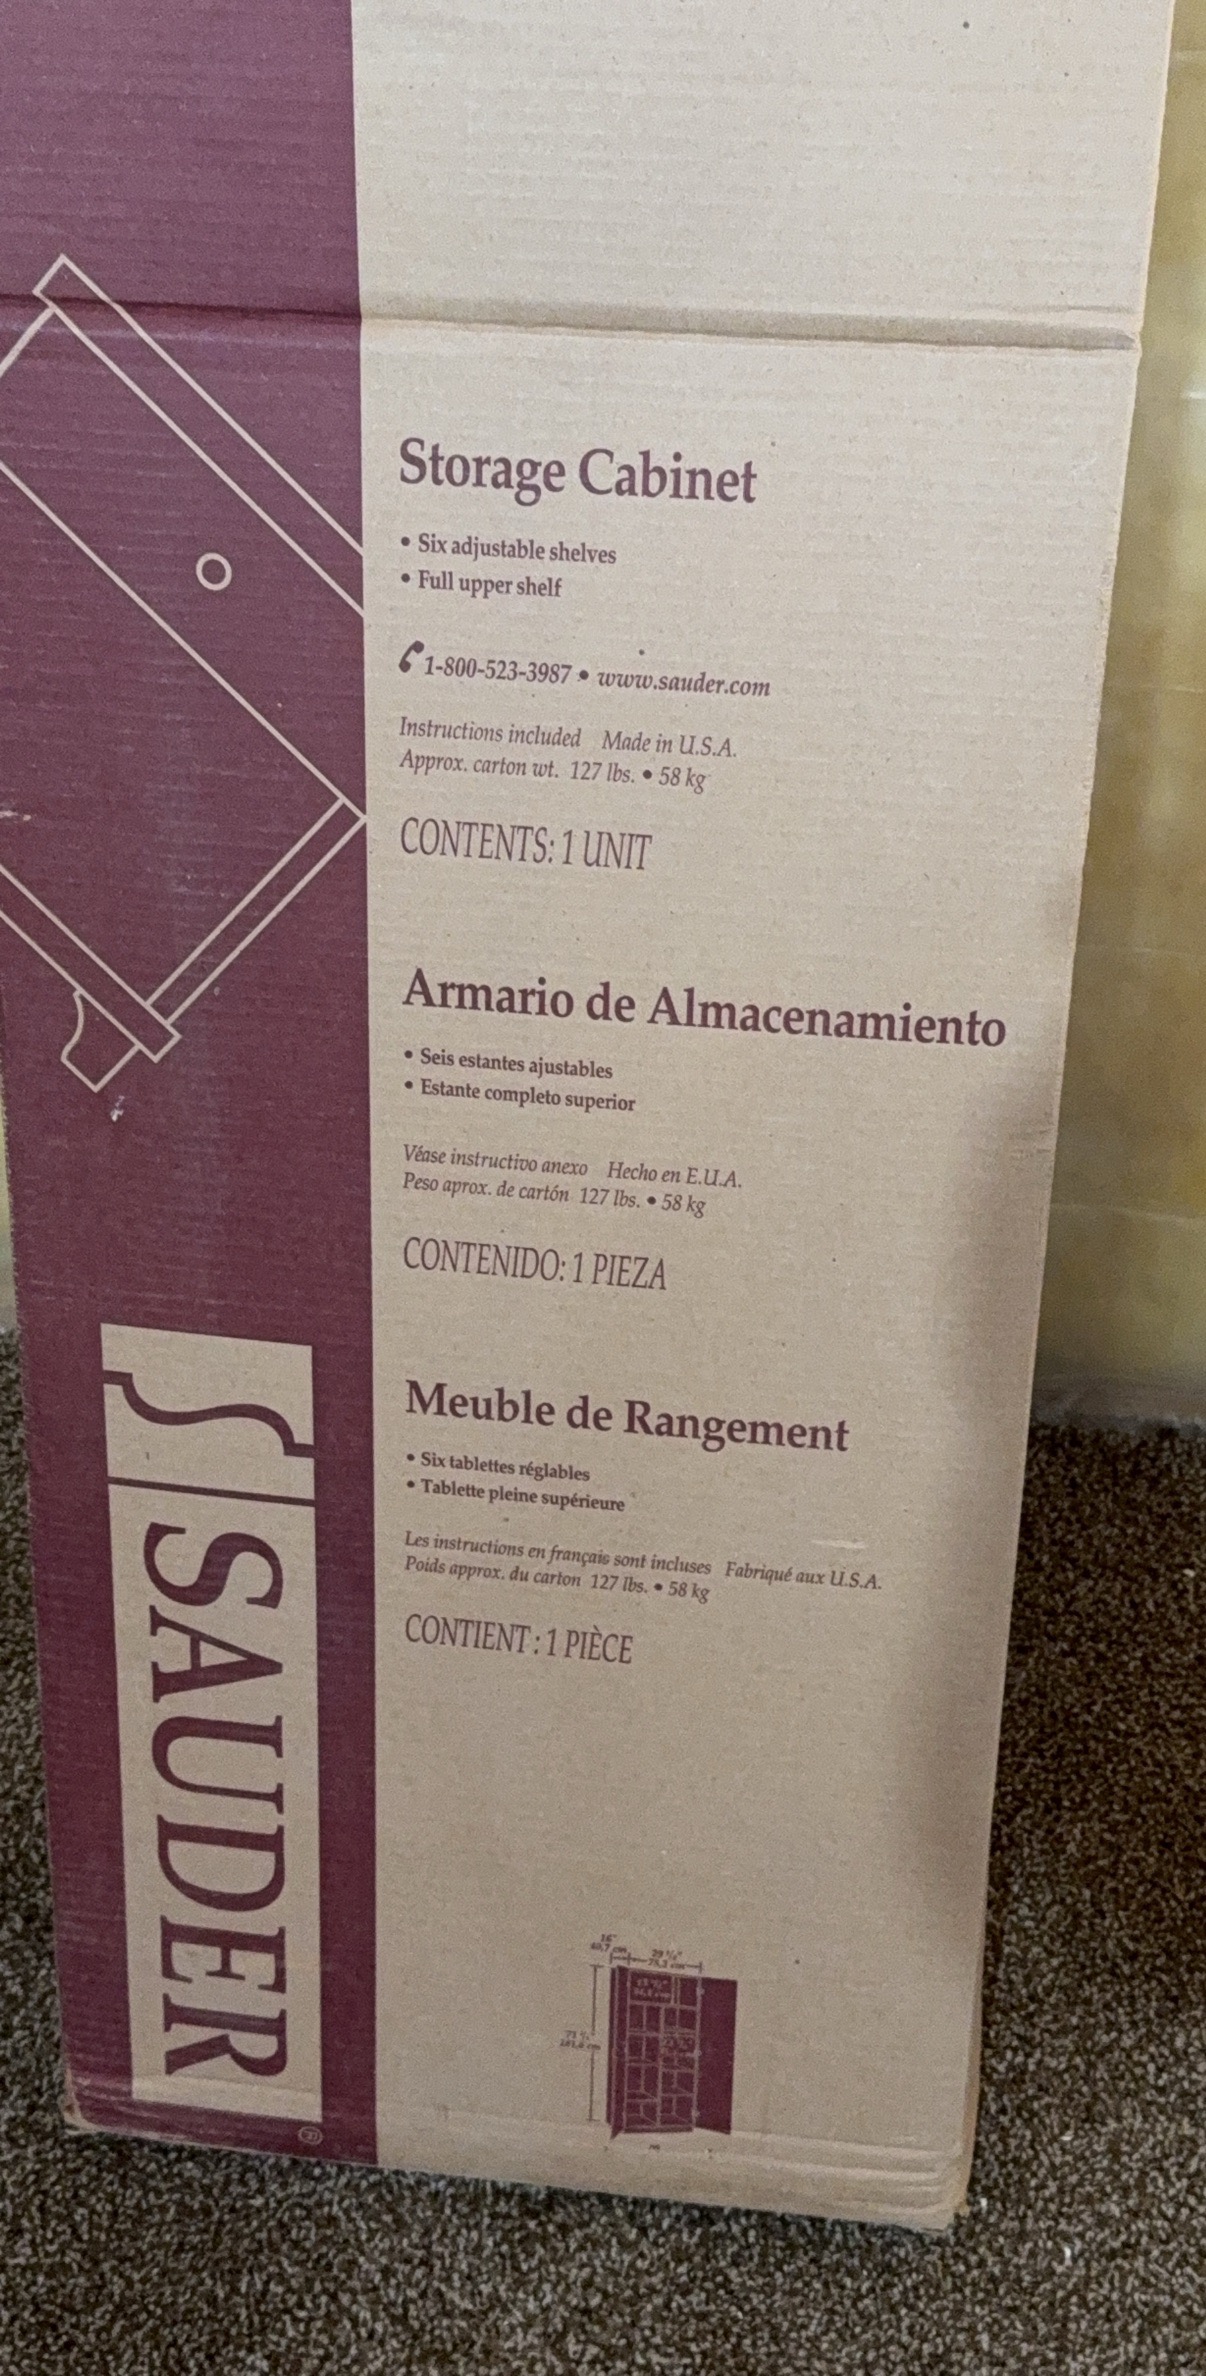 Storage Cabinet
• Six adjustable shelves
• Full upper shelf
1-800-523-3987 • www.sauder.com
Instructions included Made in U.S.A.
Approx. carton wt. 127 lbs. • 58 kg
CONTENTS: 1 UNIT
Armario de Almacenamiento
• Seis estantes ajustables
• Estante completo superior
Véase instructivo anexo Hecho en E.U.A.
Peso aprox. de cartón 127 lbs. • 58 kg
CONTENIDO: 1 PIEZA
Meuble de Rangement
• Six tablettes réglables
• Tablette pleine supérieure
Les instructions en français sont incluses Fabriqué aux U.S.A.
Poids approx. du carton 127 lbs. • 58 kg
CONTIENT : 1 PIÈCE
SAUDER
16"